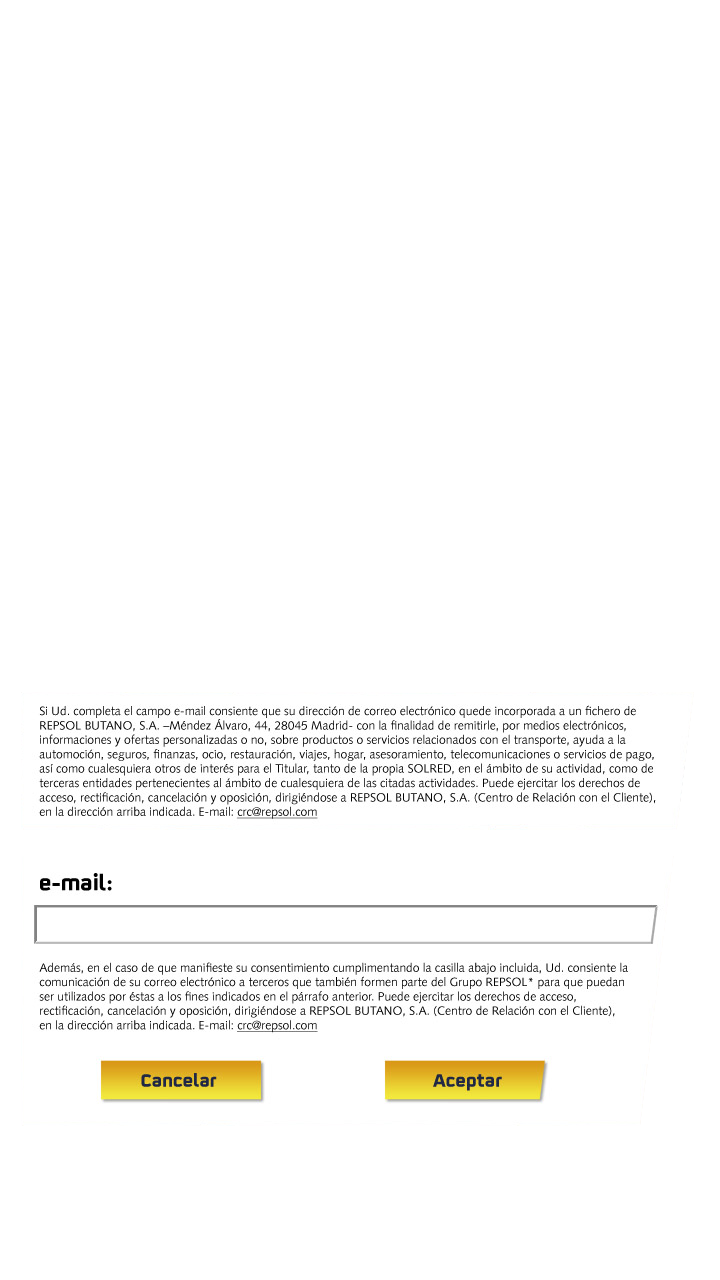 Si Ud. completa el campo e-mail consiente que su dirección de correo electrónico quede incorporada a un fichero de
REPSOL BUTANO, S.A. –Méndez Álvaro, 44, 28045 Madrid- con la finalidad de remitirle, por medios electrónicos,
informaciones y ofertas personalizadas o no, sobre productos o servicios relacionados con el transporte, ayuda a la
automoción, seguros, finanzas, ocio, restauración, viajes, hogar, asesoramiento, telecomunicaciones o servicios de pago,
así como cualesquiera otros de interés para el Titular, tanto de la propia SOLRED, en el ámbito de su actividad, como de
terceras entidades pertenecientes al ámbito de cualesquiera de las citadas actividades. Puede ejercitar los derechos de
acceso, rectificación, cancelación y oposición, dirigiéndose a REPSOL BUTANO, S.A. (Centro de Relación con el Cliente),
en la dirección arriba indicada. E-mail: crc@repsol.com
e-mail:
Además, en el caso de que manifieste su consentimiento cumplimentando la casilla abajo incluida, Ud. consiente la
comunicación de su correo electrónico a terceros que también formen parte del Grupo REPSOL* para que puedan
ser utilizados por éstas a los fines indicados en el párrafo anterior. Puede ejercitar los derechos de acceso,
rectificación, cancelación y oposición, dirigiéndose a REPSOL BUTANO, S.A. (Centro de Relación con el Cliente),
en la dirección arriba indicada. E-mail: crc@repsol.com
Cancelar Aceptar